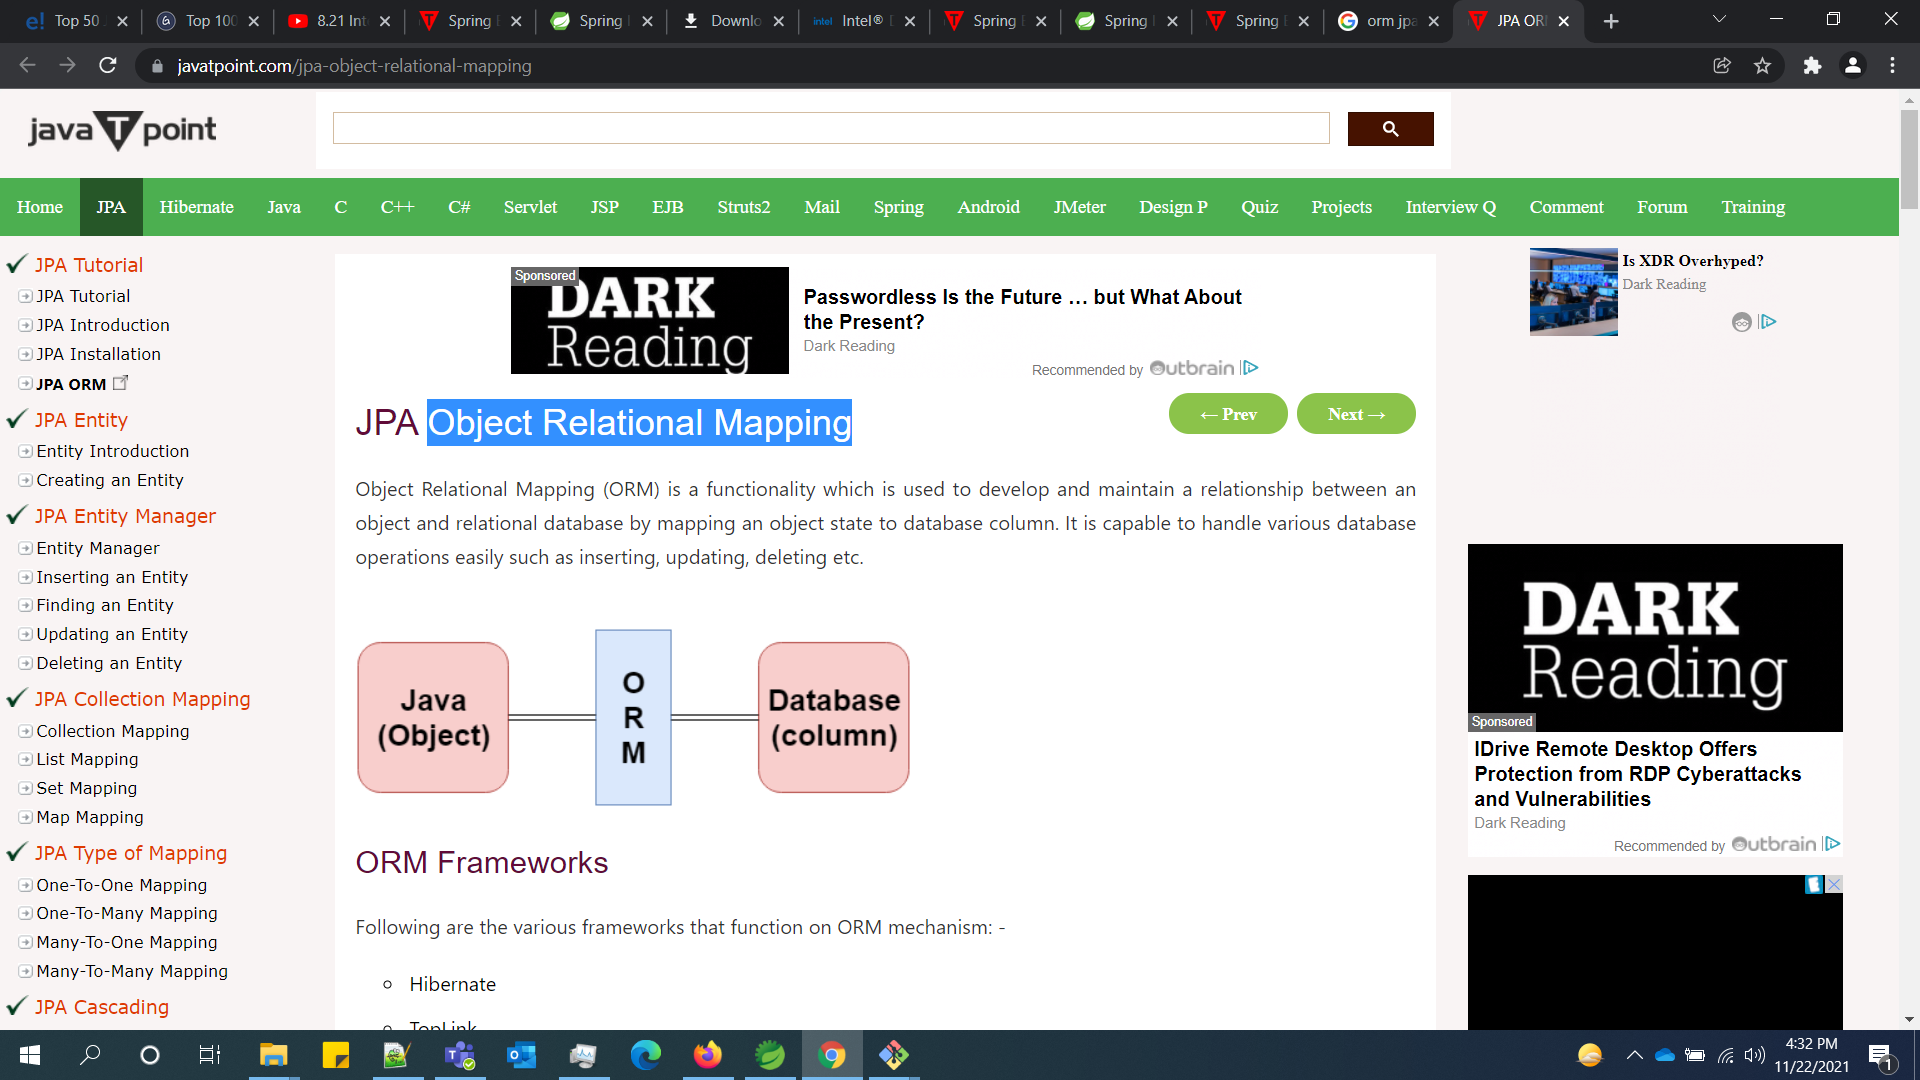 Top 50
Top 100
8.21 Int
Spring
Spring
Downlo
intel Intel®
Spring
Spring
Spring
orm jpa
JPA OR
javatpoint.com/jpa-object-relational-mapping
javaTpoint
Home JPA Hibernate Java C C++ C# Servlet JSP EJB Struts2 Mail Spring Android JMeter Design P Quiz Projects Interview Q Comment Forum Training
JPA Tutorial
JPA Tutorial
JPA Introduction
JPA Installation
JPA ORM
JPA Entity
Entity Introduction
Creating an Entity
JPA Entity Manager
Entity Manager
Inserting an Entity
Finding an Entity
Updating an Entity
Deleting an Entity
JPA Collection Mapping
Collection Mapping
List Mapping
Set Mapping
Map Mapping
JPA Type of Mapping
One-To-One Mapping
One-To-Many Mapping
Many-To-One Mapping
Many-To-Many Mapping
JPA Cascading
Sponsored
DARK
Reading
Passwordless Is the Future … but What About
the Present?
Dark Reading
Recommended by Outbrain
JPA Object Relational Mapping
← Prev
Next →
Object Relational Mapping (ORM) is a functionality which is used to develop and maintain a relationship between an
object and relational database by mapping an object state to database column. It is capable to handle various database
operations easily such as inserting, updating, deleting etc.
Java
(Object)
O
R
M
Database
(column)
ORM Frameworks
Following are the various frameworks that function on ORM mechanism: -
Hibernate
TopLink
Is XDR Overhyped?
Dark Reading
DARK
Reading
Sponsored
IDrive Remote Desktop Offers
Protection from RDP Cyberattacks
and Vulnerabilities
Dark Reading
Recommended by Outbrain
4:32 PM
11/22/2021
1